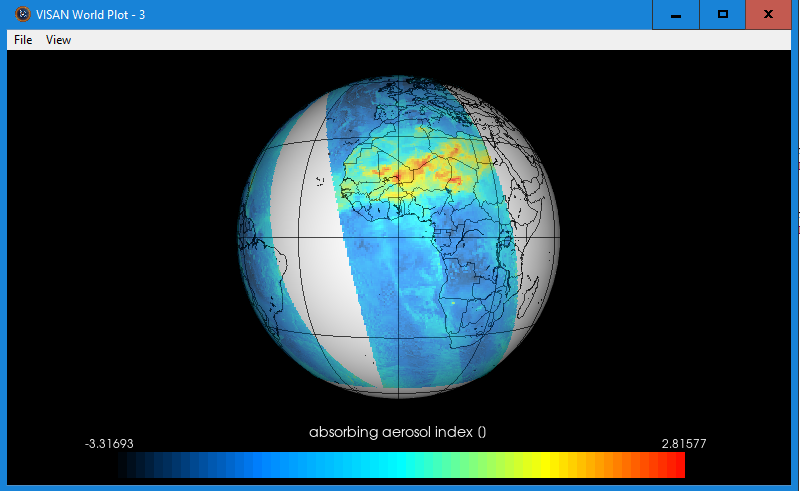 VISAN World Plot - 3
File View
absorbing aerosol index []
-3.31693 2.81577